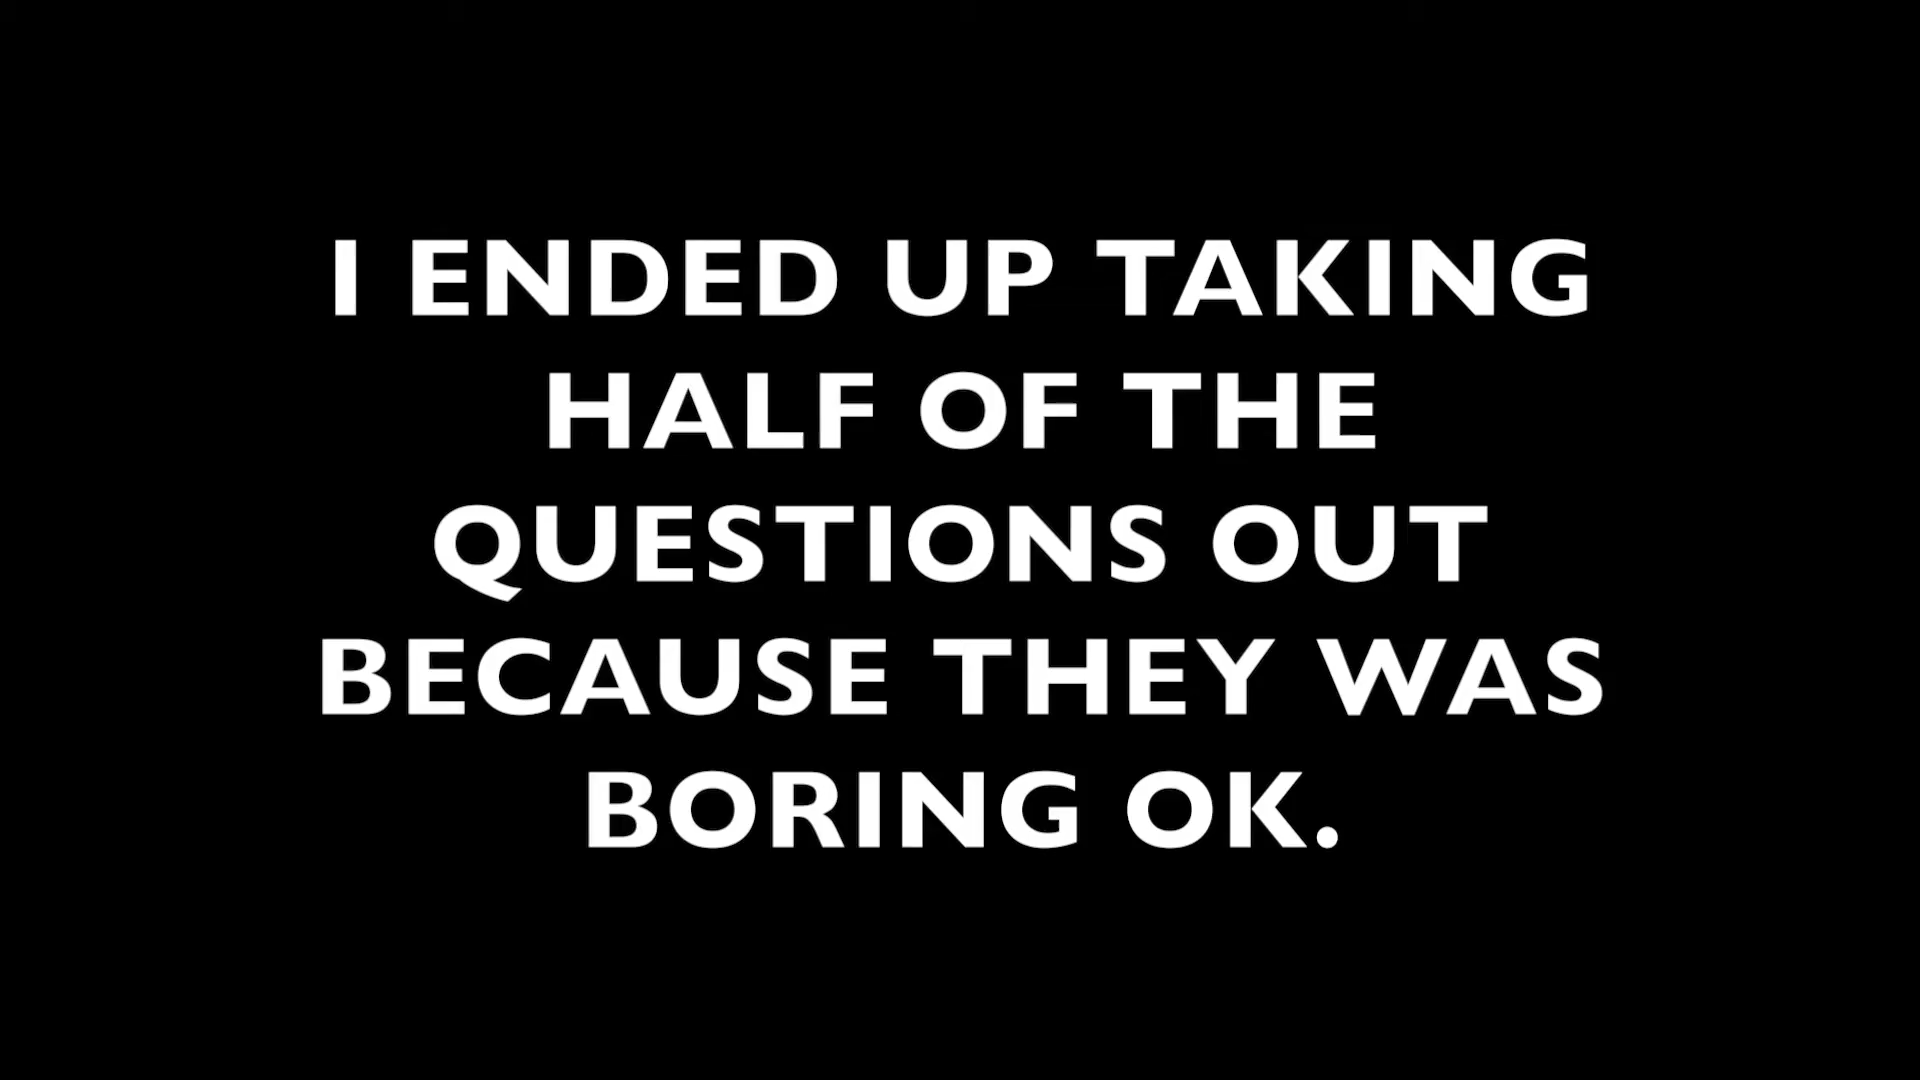 I ENDED UP TAKING
HALF OF THE
QUESTIONS OUT
BECAUSE THEY WAS
BORING OK.